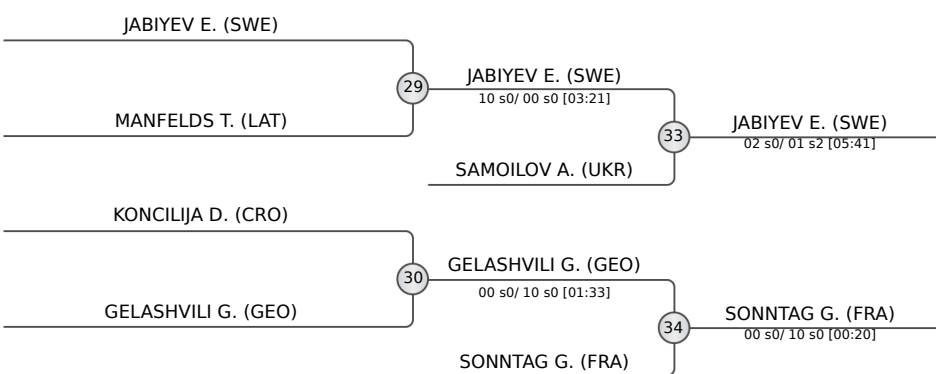 JABIYEV E. (SWE)
29
JABIYEV E. (SWE)
10 s0/ 00 s0 [03:21]
MANFELDS T. (LAT)
33
JABIYEV E. (SWE)
02 s0/ 01 s2 [05:41]
SAMOILOV A. (UKR)
KONCILIJA D. (CRO)
30
GELASHVILI G. (GEO)
00 s0/ 10 s0 [01:33]
GELASHVILI G. (GEO)
34
SONNTAG G. (FRA)
00 s0/ 10 s0 [00:20]
SONNTAG G. (FRA)